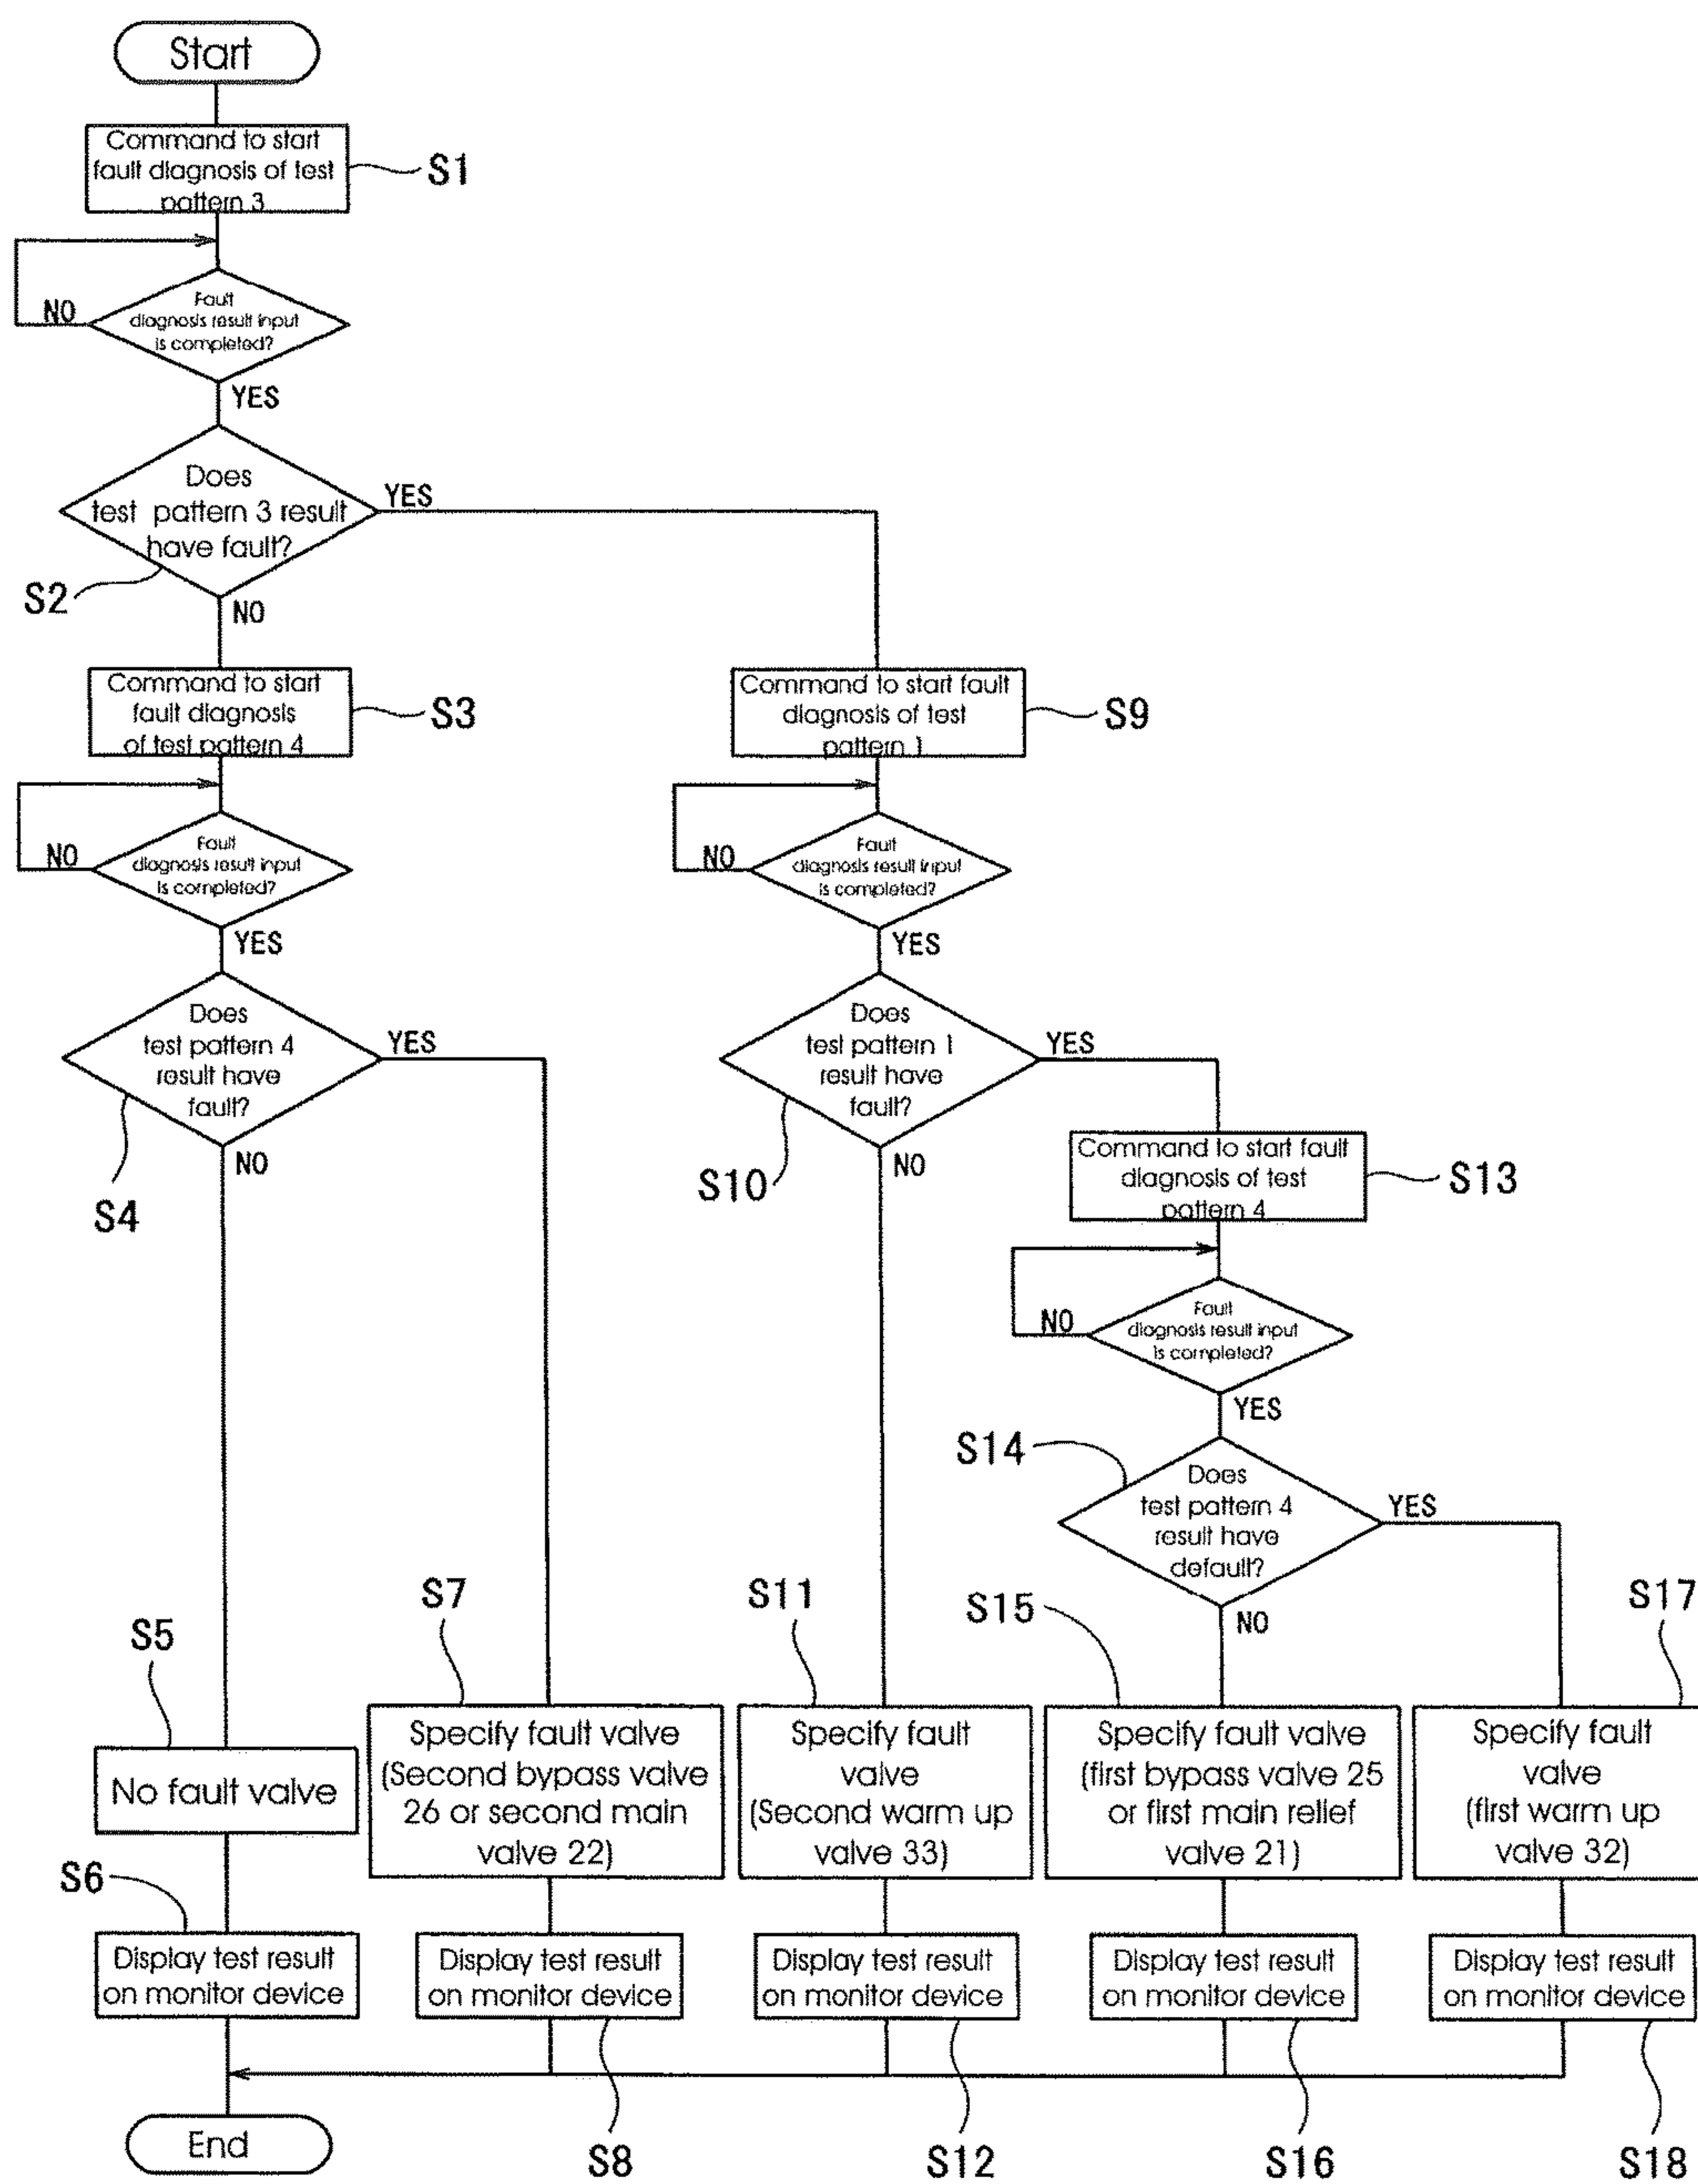 Start
Command to start
fault diagnosis of test
pattern 3
S1
NO
Fault
diagnosis result input
is completed?
YES
Does
test pattern 3 result
have fault?
YES
S2
NO
Command to start
fault diagnosis
of test pattern 4
S3
Command to start fault
diagnosis of test
pattern 1
S9
NO
Fault
diagnosis result input
is completed?
YES
NO
Fault
diagnosis result input
is completed?
YES
Does
test pattern 4
result have
fault?
YES
S4
NO
Does
test pattern 1
result have
fault?
YES
S10
NO
Command to start fault
diagnosis of test
pattern 4
S13
NO
Fault
diagnosis result input
is completed?
YES
S14
Does
test pattern 4
result have
default?
YES
NO
S5
S7
S11
S15
S17
No fault valve
Specify fault valve
(Second bypass valve
26 or second main
valve 22)
Specify fault
valve
(Second warm up
valve 33)
Specify fault valve
(first bypass valve 25
or first main relief
valve 21)
Specify fault
valve
(first warm up
valve 32)
S6
Display test result
on monitor device
Display test result
on monitor device
Display test result
on monitor device
Display test result
on monitor device
Display test result
on monitor device
End
S8
S12
S16
S18